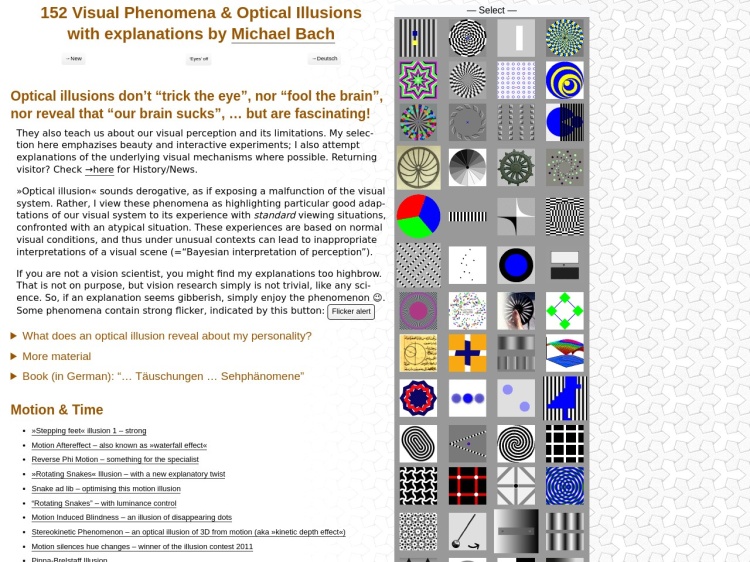 152 Visual Phenomena & Optical Illusions
with explanations by Michael Bach
→New
'Eyes' off
→Deutsch
Optical illusions don’t “trick the eye”, nor “fool the brain”,
nor reveal that “our brain sucks”, … but are fascinating!
They also teach us about our visual perception and its limitations. My selec-
tion here emphazises beauty and interactive experiments; I also attempt
explanations of the underlying visual mechanisms where possible. Returning
visitor? Check →here for History/News.
»Optical illusion« sounds derogative, as if exposing a malfunction of the visual
system. Rather, I view these phenomena as highlighting particular good adap-
tations of our visual system to its experience with standard viewing situations,
confronted with an atypical situation. These experiences are based on normal
visual conditions, and thus under unusual contexts can lead to inappropriate
interpretations of a visual scene (=“Bayesian interpretation of perception”).
If you are not a vision scientist, you might find my explanations too highbrow.
That is not on purpose, but vision research simply is not trivial, like any sci-
ence. So, if an explanation seems gibberish, simply enjoy the phenomenon 😉.
Some phenomena contain strong flicker, indicated by this button: Flicker alert
▶ What does an optical illusion reveal about my personality?
▶ More material
▶ Book (in German): “… Täuschungen … Sehphänomene”
Motion & Time
• »Stepping feet« illusion 1 – strong
• Motion Aftereffect – also known as »waterfall effect«
• Reverse Phi Motion – something for the specialist
• »Rotating Snakes« Illusion – with a new explanatory twist
• Snake ad lib – optimising this motion illusion
• “Rotating Snakes” – with luminance control
• Motion Induced Blindness – an illusion of disappearing dots
• Stereokinetic Phenomenon – an optical illusion of 3D from motion (aka »kinetic depth effect«)
• Motion silences hue changes – winner of the illusion contest 2011
• Pinna-Brelstaff Illusion
— Select —